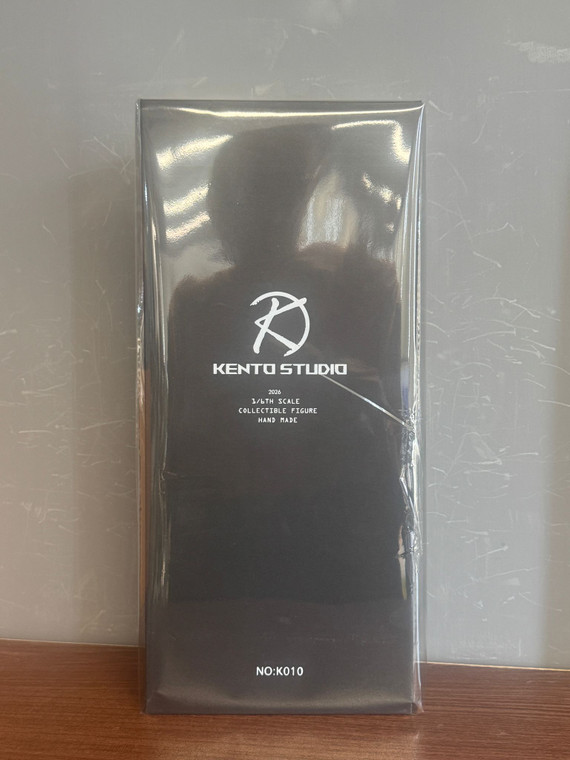 KENTO STUDIO
2026
1/6TH SCALE
COLLECTIBLE FIGURE
HAND MADE
NO:K010